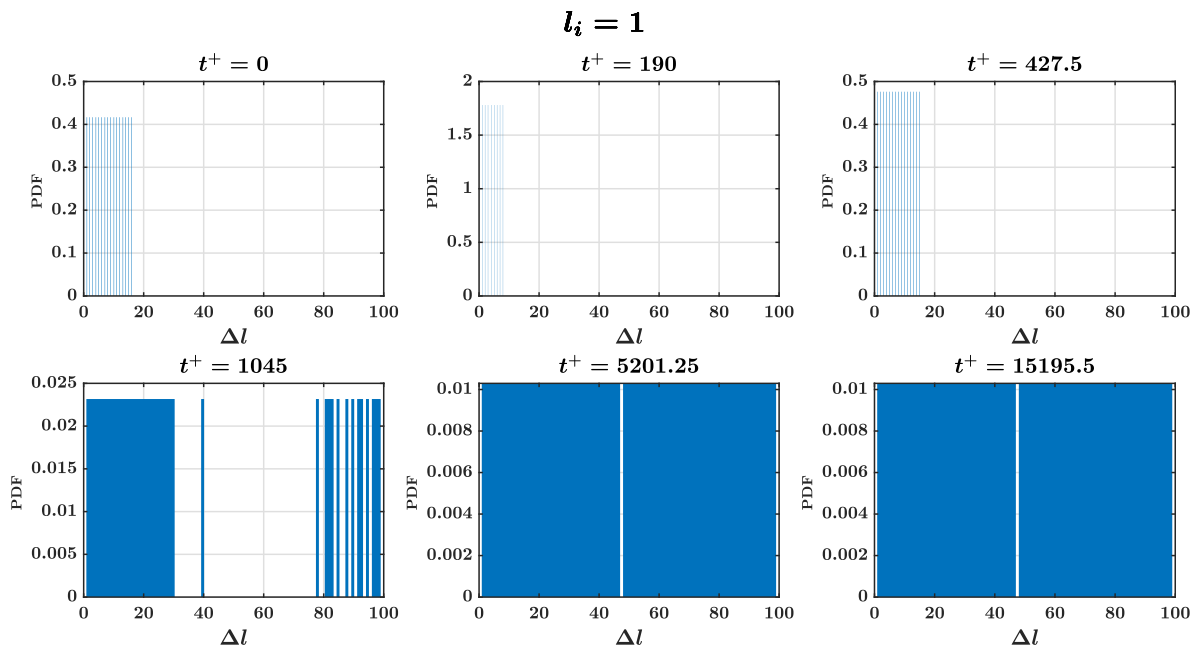 l_i = 1
t^+ = 0
t^+ = 190
t^+ = 427.5
0.5
0.4
0.3
0.2
0.1
0
PDF
0 20 40 60 80 100
Δl
2
1.5
1
0.5
0
PDF
0 20 40 60 80 100
Δl
0.5
0.4
0.3
0.2
0.1
0
PDF
0 20 40 60 80 100
Δl
t^+ = 1045
t^+ = 5201.25
t^+ = 15195.5
0.025
0.02
0.015
0.01
0.005
0
PDF
0 20 40 60 80 100
Δl
0.01
0.008
0.006
0.004
0.002
0
PDF
0 20 40 60 80 100
Δl
0.01
0.008
0.006
0.004
0.002
0
PDF
0 20 40 60 80 100
Δl